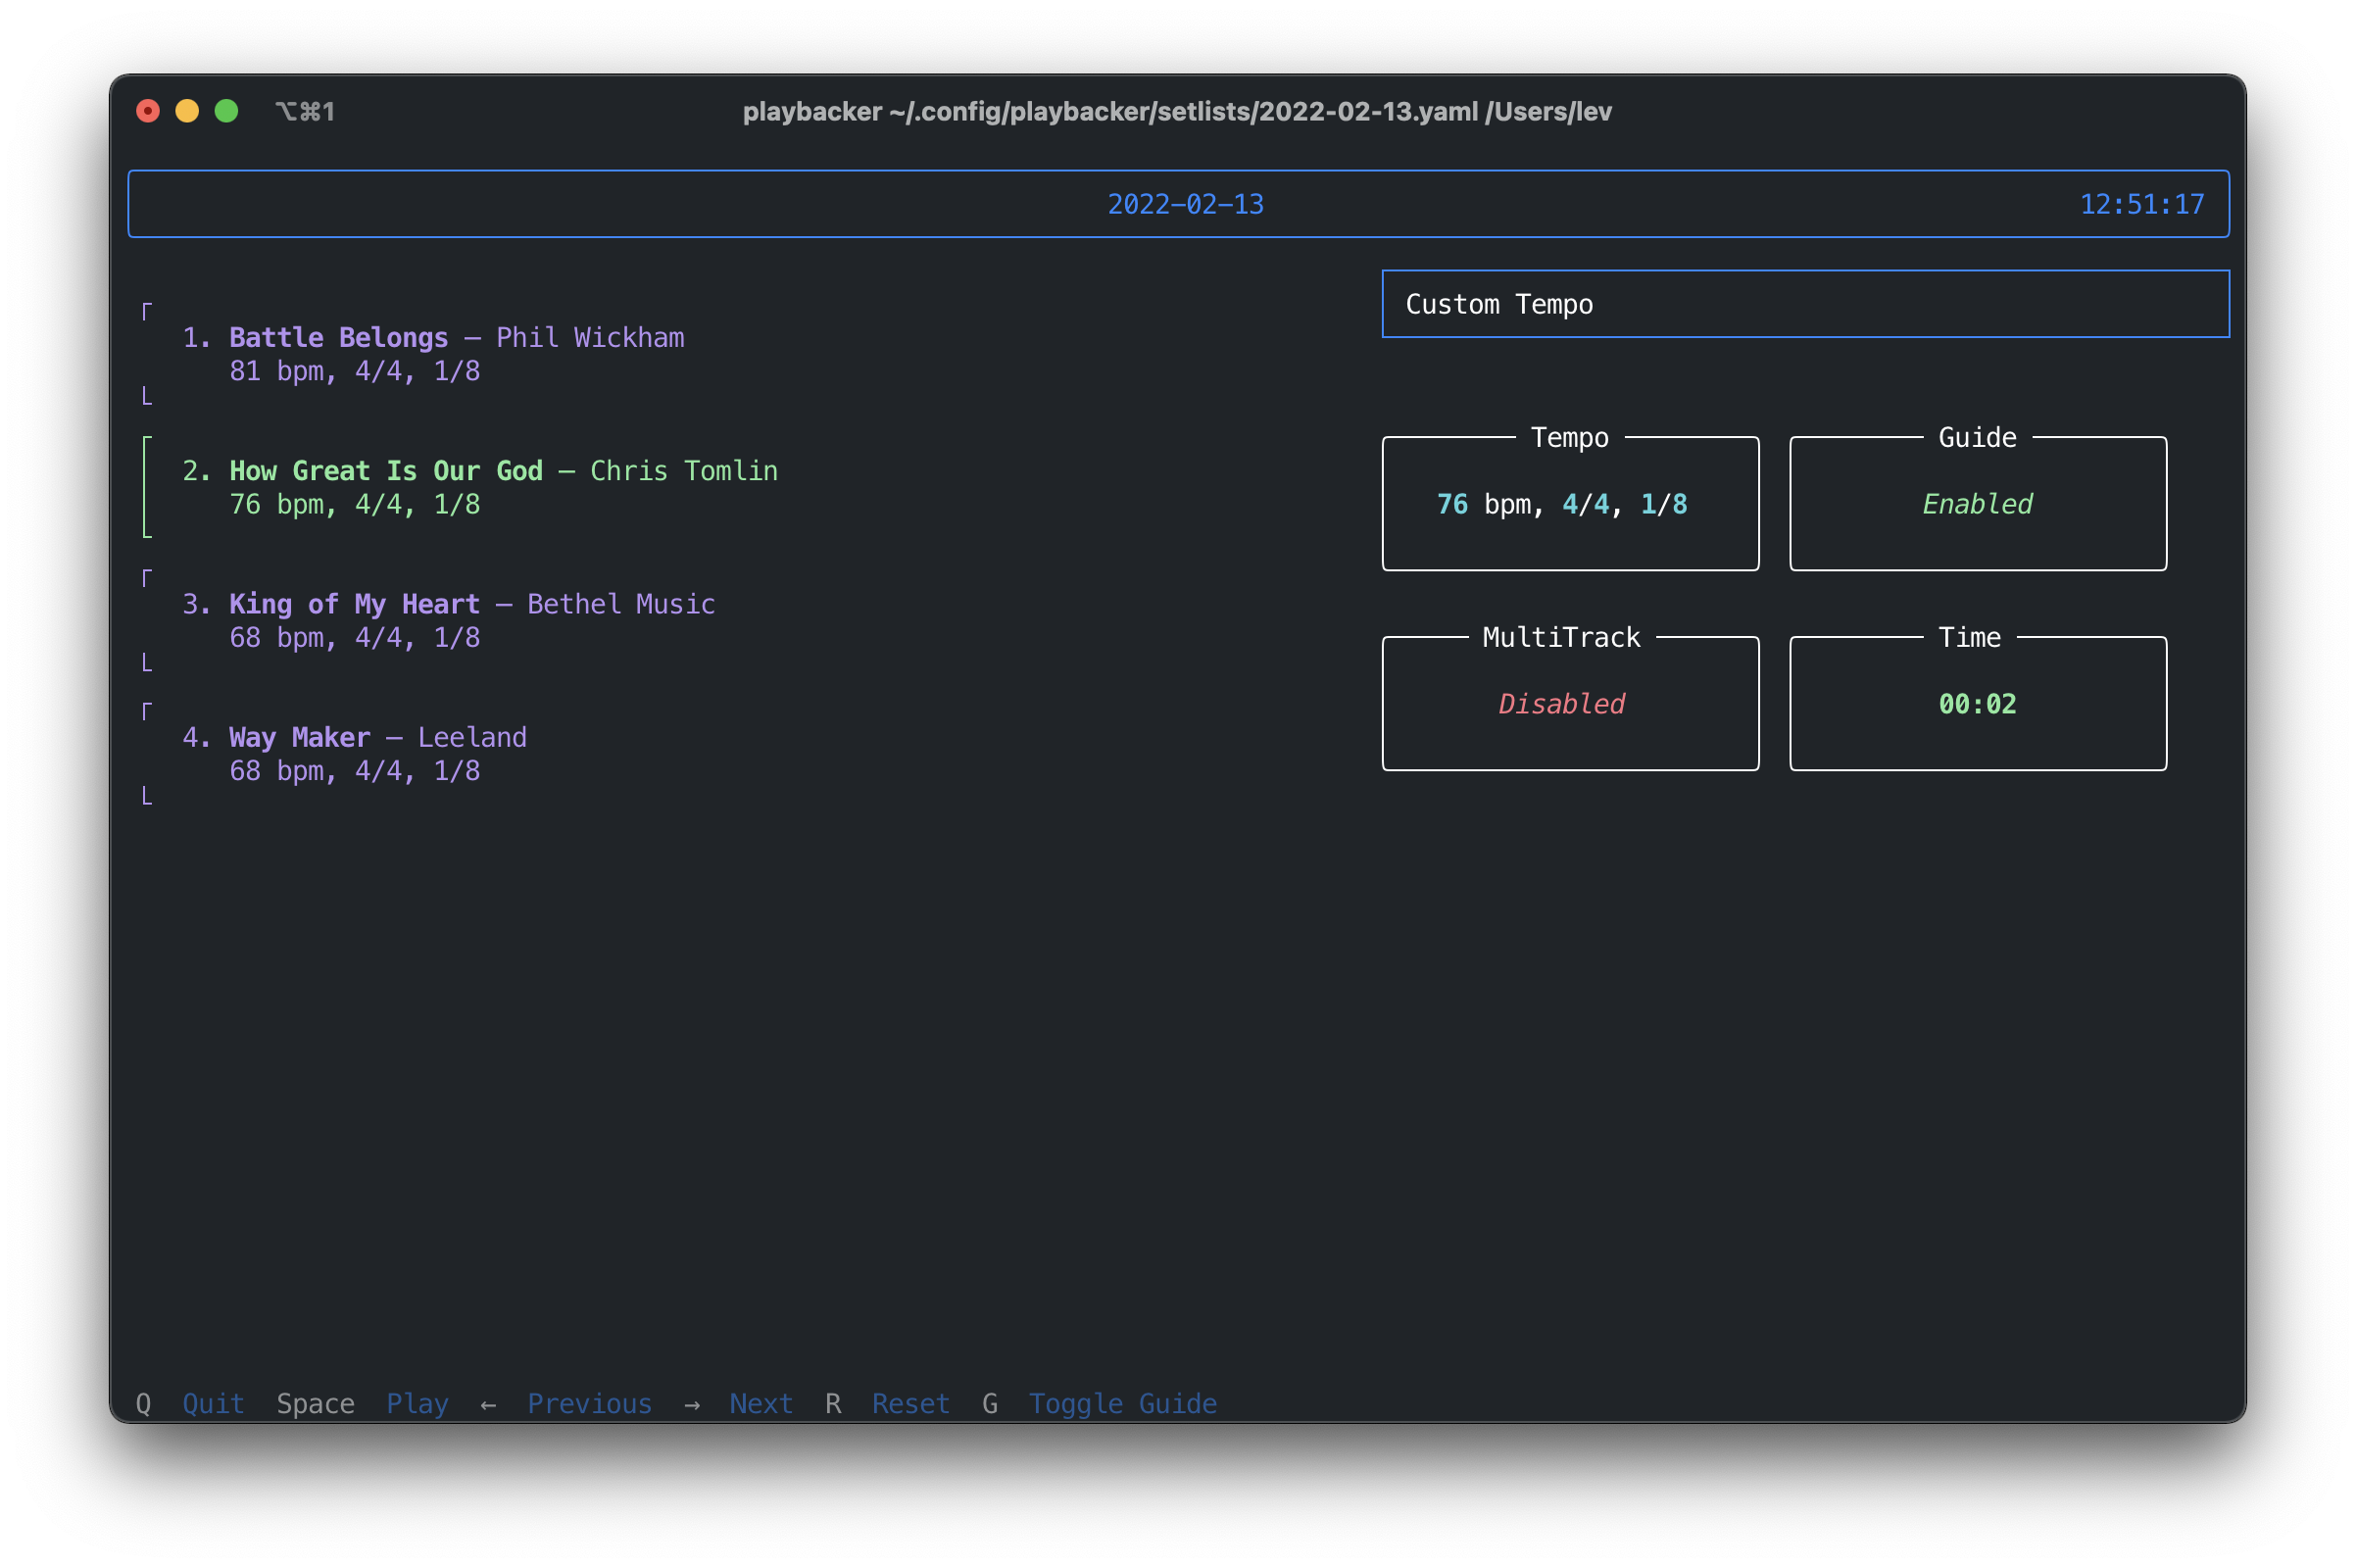 ⌥⌘1
playbacker ~/.config/playbacker/setlists/2022-02-13.yaml /Users/lev
2022-02-13
12:51:17
1. Battle Belongs — Phil Wickham
81 bpm, 4/4, 1/8
2. How Great Is Our God — Chris Tomlin
76 bpm, 4/4, 1/8
3. King of My Heart — Bethel Music
68 bpm, 4/4, 1/8
4. Way Maker — Leeland
68 bpm, 4/4, 1/8
Custom Tempo
Tempo
76 bpm, 4/4, 1/8
Guide
Enabled
MultiTrack
Disabled
Time
00:02
Q Quit Space Play ← Previous → Next R Reset G Toggle Guide